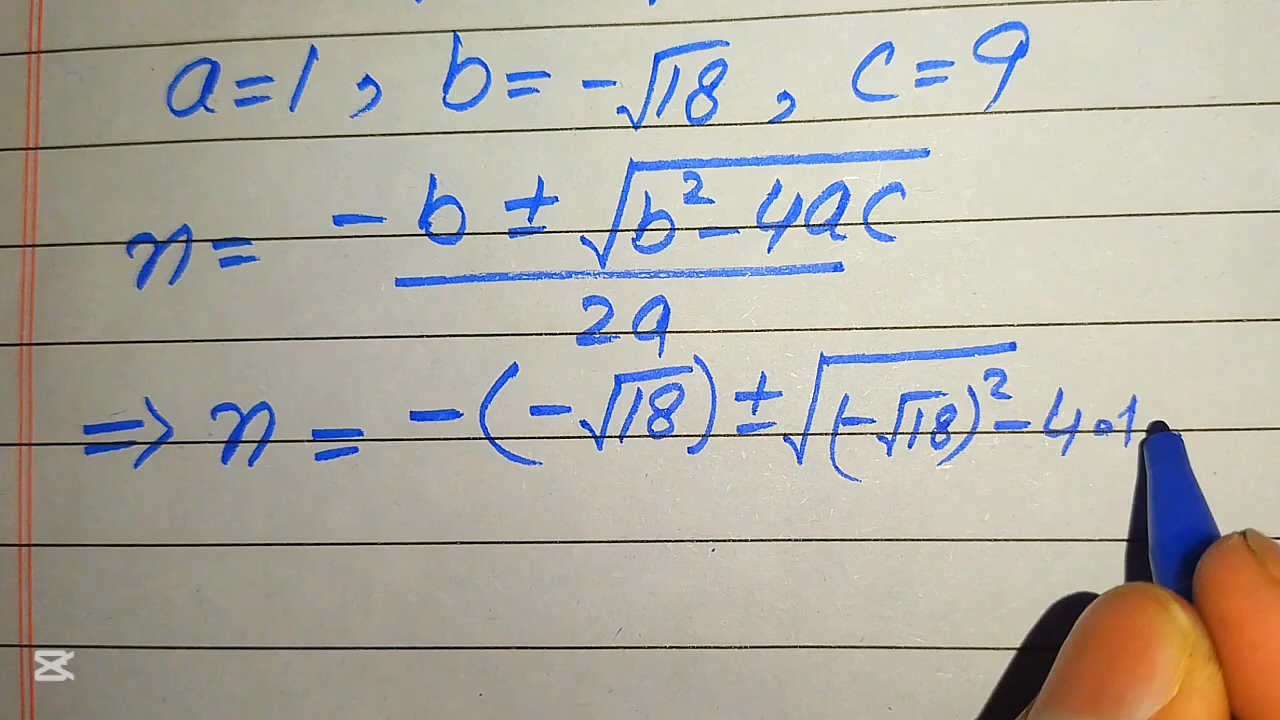 a=1, b=-√18, c=9
n= -b ± √b²-4ac
2a
⇒ n = -(-√18) ± √(-√18)²-4.1